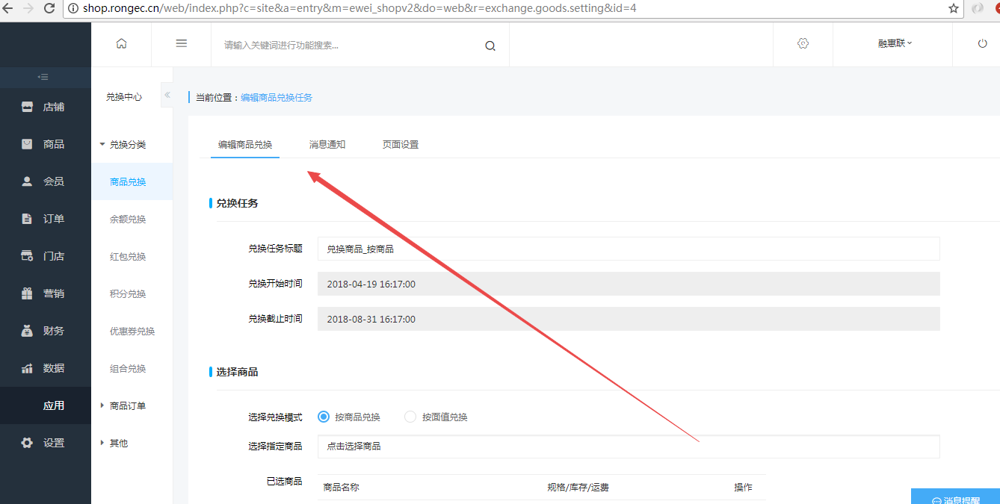 shop.rongec.cn/web/index.php?c=site&a=entry&m=ewei_shopv2&do=web&r=exchange.goods.setting&id=4
请输入关键词进行功能搜索...
融惠联
店铺
商品
会员
订单
门店
营销
财务
数据
应用
设置
兑换中心
兑换分类
商品兑换
余额兑换
红包兑换
积分兑换
优惠券兑换
组合兑换
商品订单
其他
当前位置：编辑商品兑换任务
编辑商品兑换 消息通知 页面设置
兑换任务
兑换任务标题 兑换商品_按商品
兑换开始时间 2018-04-19 16:17:00
兑换截止时间 2018-08-31 16:17:00
选择商品
选择兑换模式 按商品兑换 按面值兑换
选择指定商品 点击选择商品
已选商品 商品名称 规格/库存/运费 操作
消息提醒